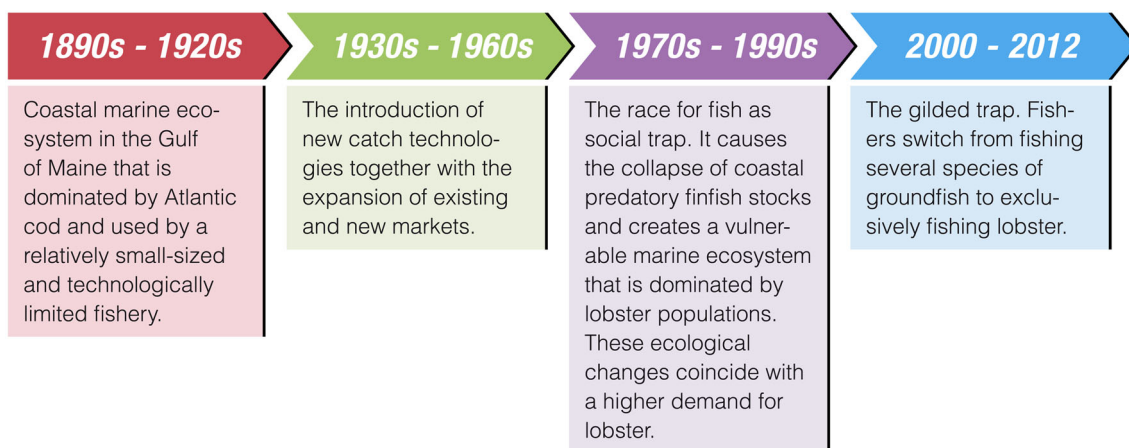 1890s - 1920s
Coastal marine eco-
system in the Gulf
of Maine that is
dominated by Atlantic
cod and used by a
relatively small-sized
and technologically
limited fishery.
1930s - 1960s
The introduction of
new catch technolo-
gies together with the
expansion of existing
and new markets.
1970s - 1990s
The race for fish as
social trap. It causes
the collapse of coastal
predatory finfish stocks
and creates a vulner-
able marine ecosystem
that is dominated by
lobster populations.
These ecological
changes coincide with
a higher demand for
lobster.
2000 - 2012
The gilded trap. Fish-
ers switch from fishing
several species of
groundfish to exclu-
sively fishing lobster.